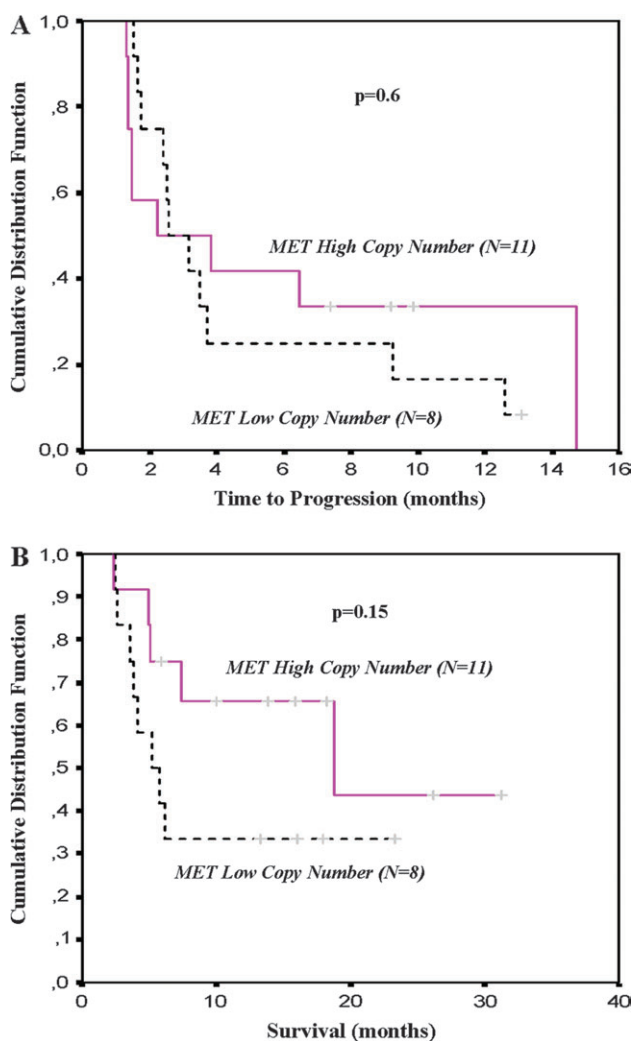 A
Cumulative Distribution Function
1,0
,8
,6
,4
,2
0,0
p=0.6
MET High Copy Number (N=11)
MET Low Copy Number (N=8)
0 2 4 6 8 10 12 14 16
Time to Progression (months)
B
Cumulative Distribution Function
1,0
,9
,8
,7
,6
,5
,4
,3
,2
,1
,0
p=0.15
MET High Copy Number (N=11)
MET Low Copy Number (N=8)
0 10 20 30 40
Survival (months)